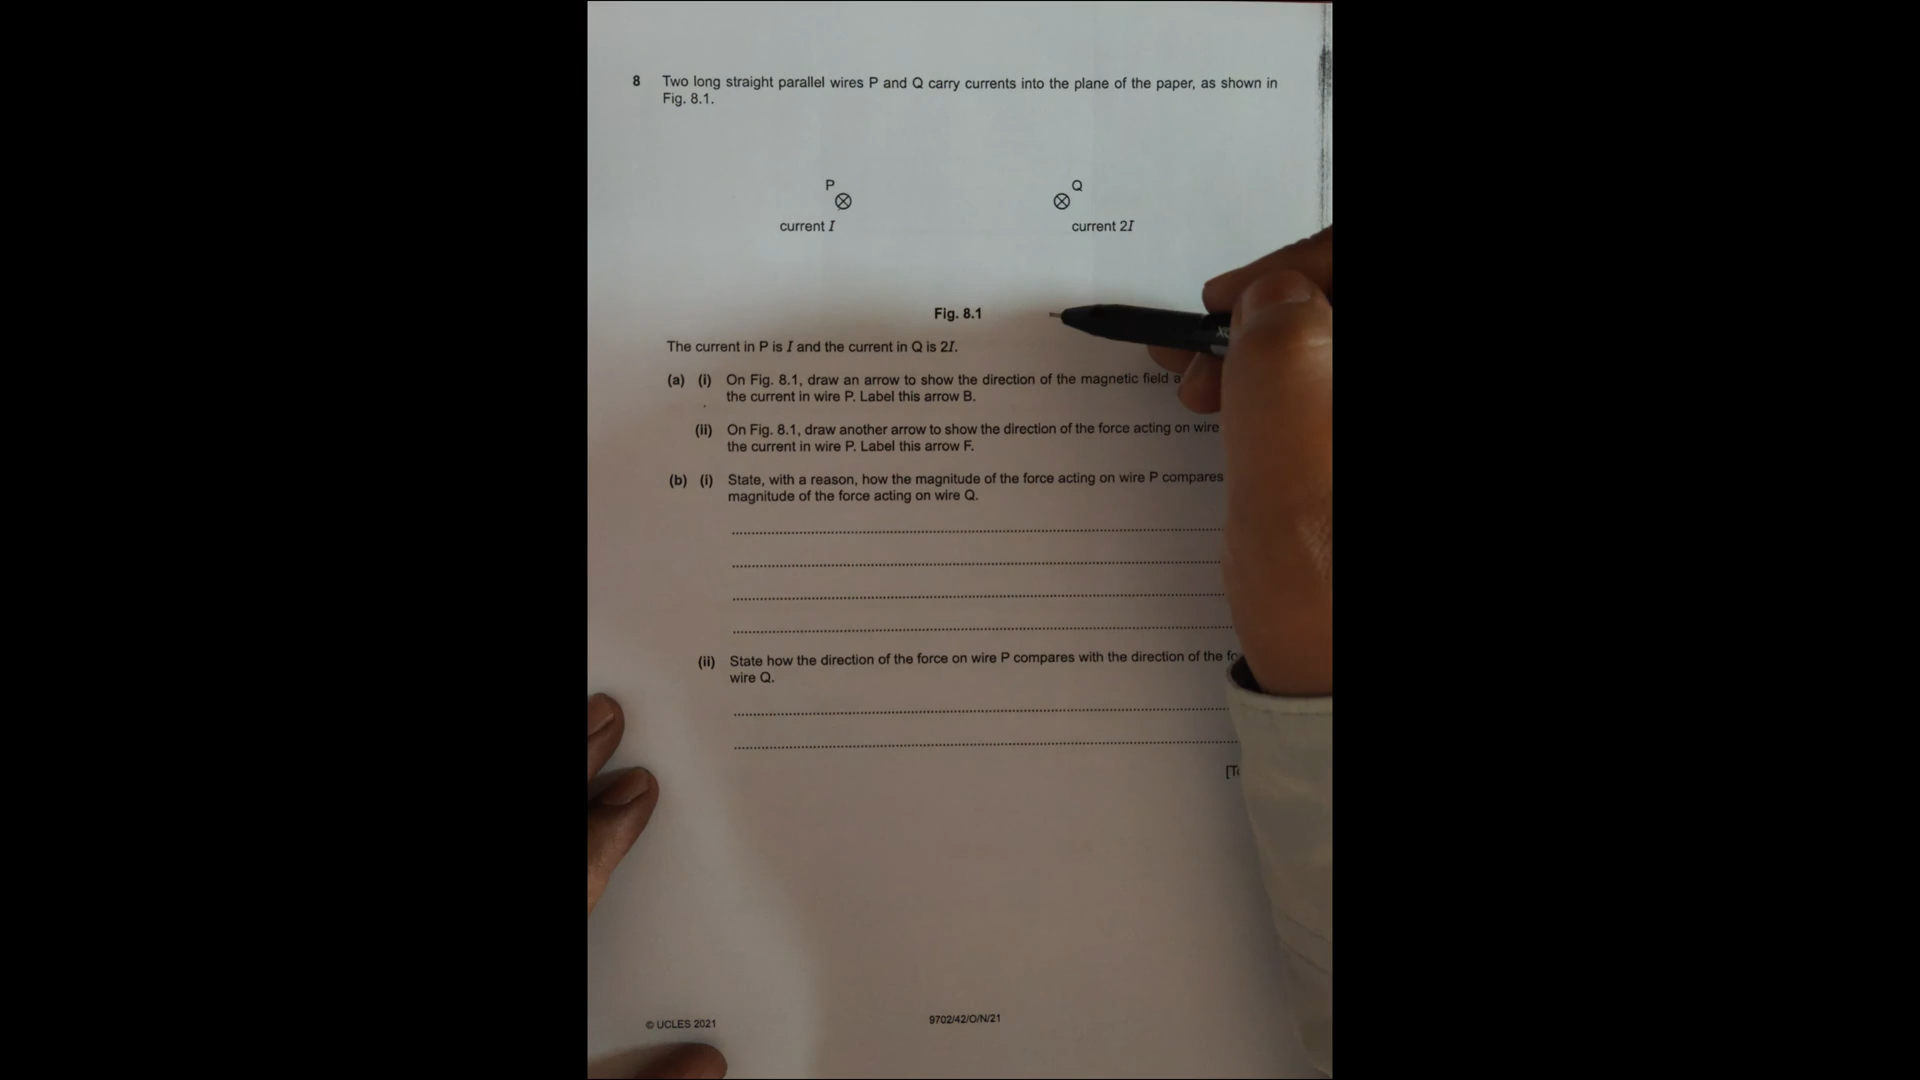 8 Two long straight parallel wires P and Q carry currents into the plane of the paper, as shown in
Fig. 8.1.
P
Q
current I
current 2I
Fig. 8.1
The current in P is I and the current in Q is 2I.
(a) (i) On Fig. 8.1, draw an arrow to show the direction of the magnetic field
the current in wire P. Label this arrow B.
(ii) On Fig. 8.1, draw another arrow to show the direction of the force acting on wire
the current in wire P. Label this arrow F.
(b) (i) State, with a reason, how the magnitude of the force acting on wire P compares
magnitude of the force acting on wire Q.
(ii) State how the direction of the force on wire P compares with the direction of the
wire Q.
© UCLES 2021
9702/42/O/N/21